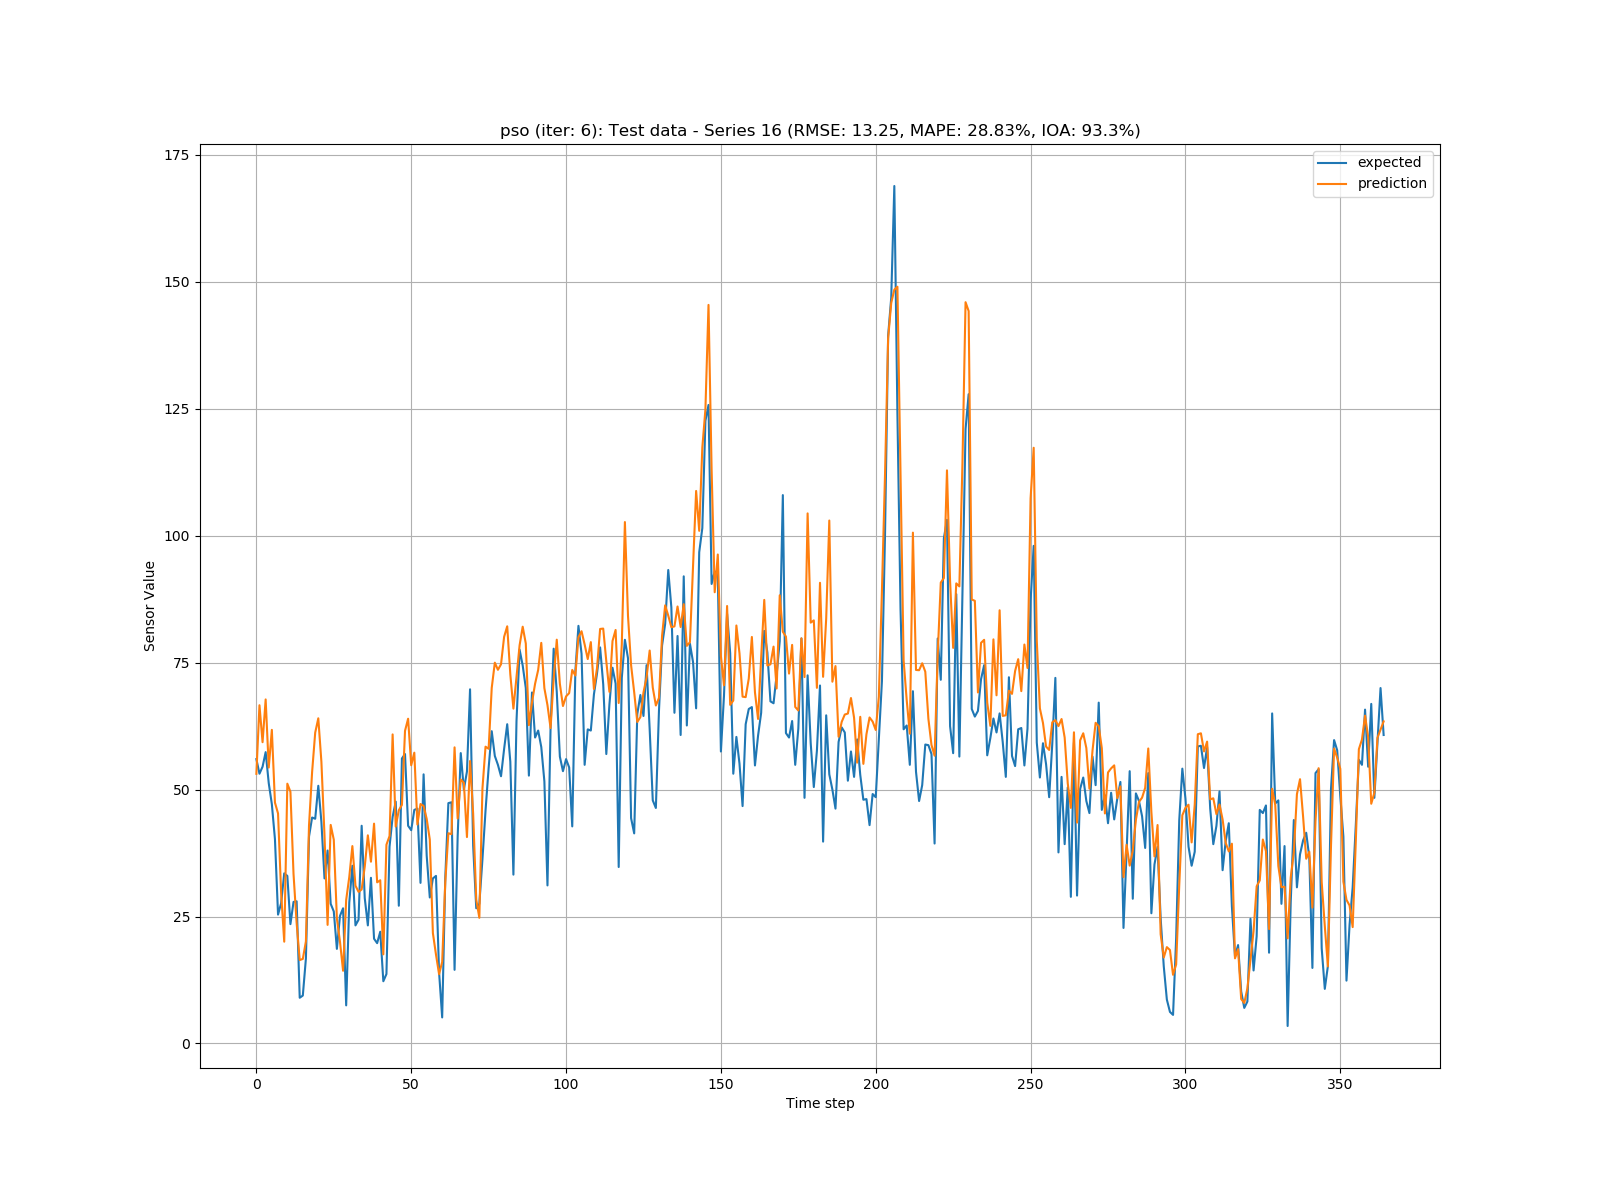 pso (iter: 6): Test data - Series 16 (RMSE: 13.25, MAPE: 28.83%, IOA: 93.3%)
expected
prediction
175
150
125
100
75
50
25
0
Sensor Value
0 50 100 150 200 250 300 350
Time step